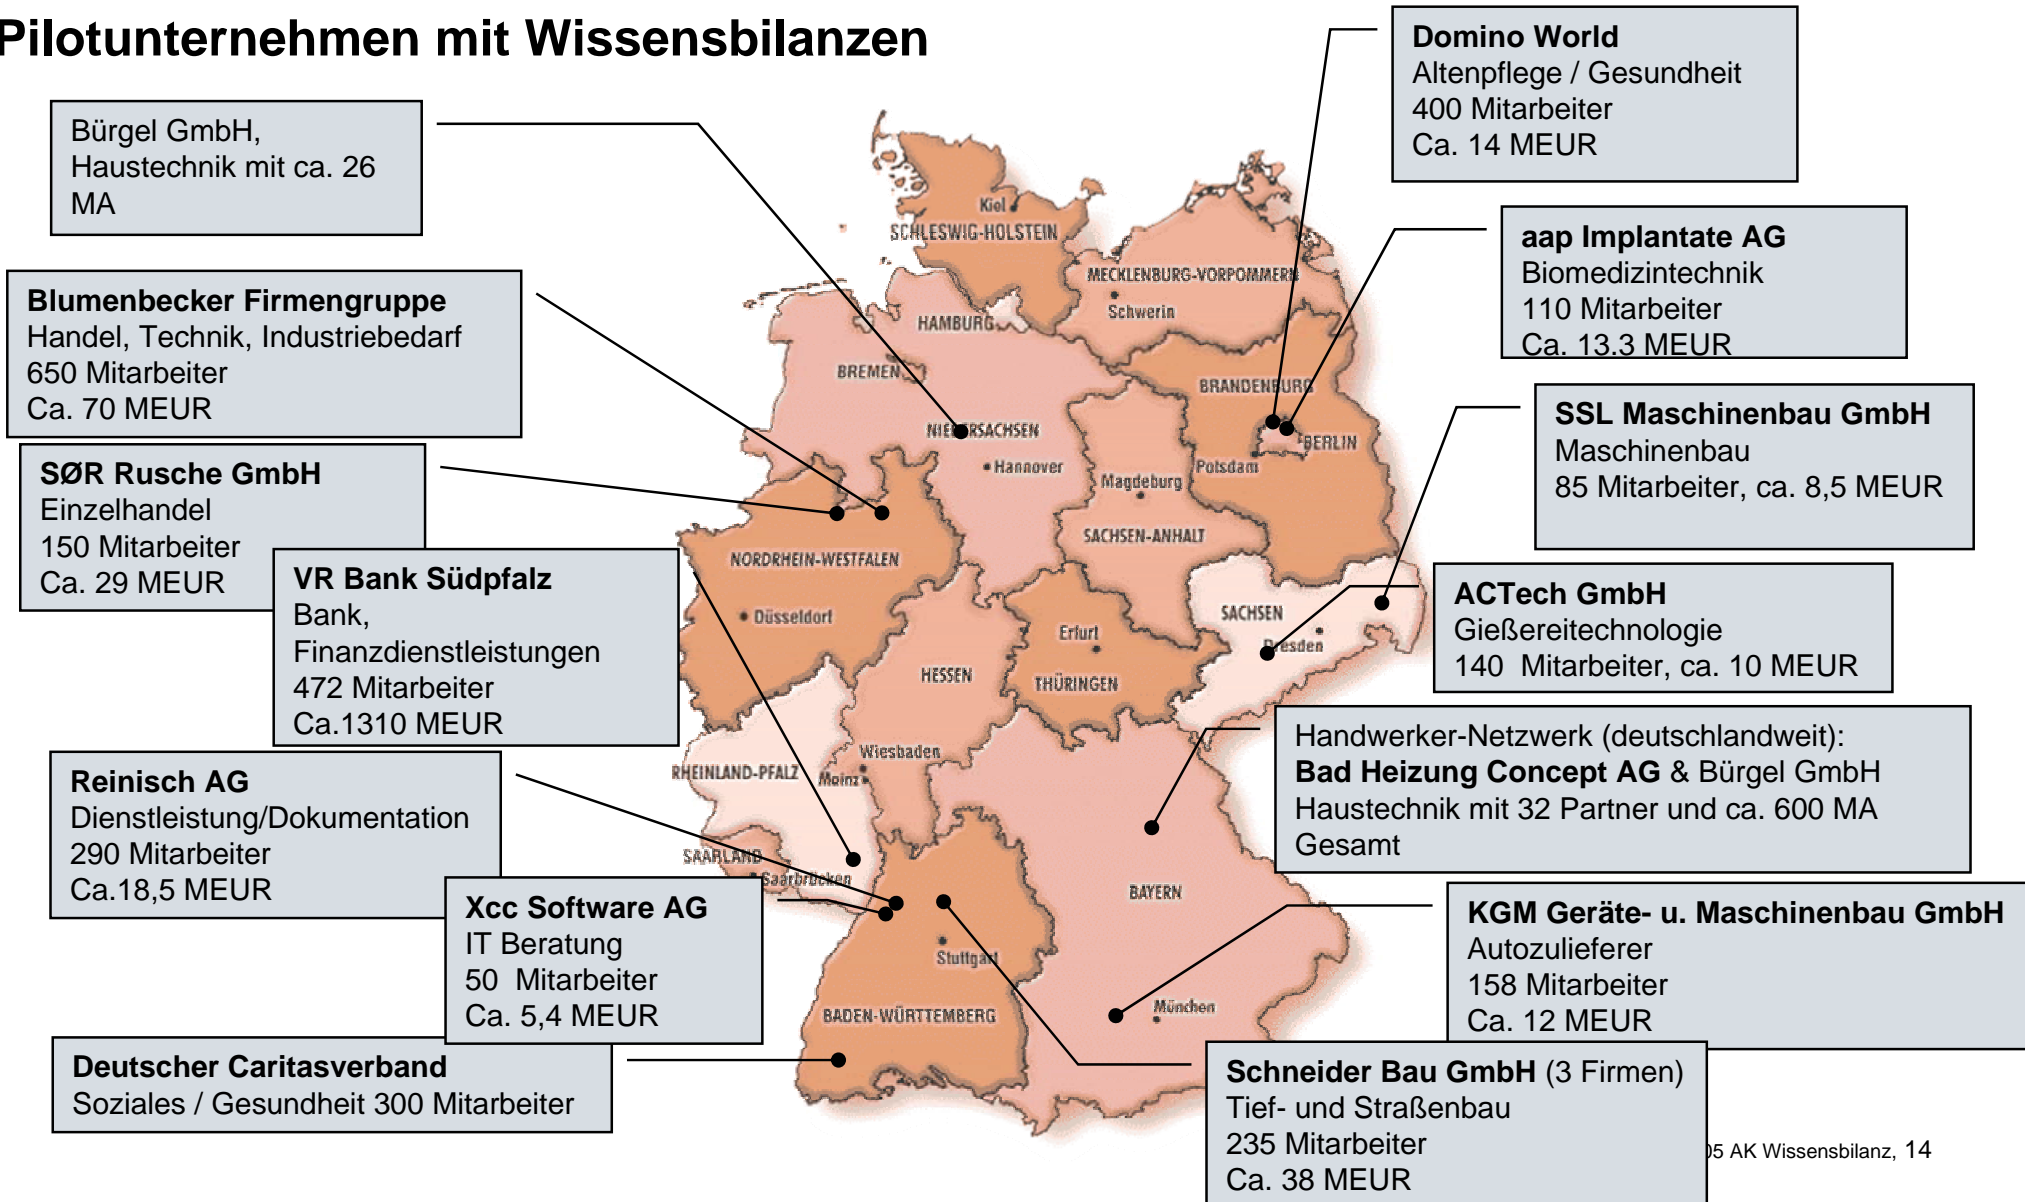 Pilotunternehmen mit Wissensbilanzen
Bürgel GmbH,
Haustechnik mit ca. 26
MA
Blumenbecker Firmengruppe
Handel, Technik, Industriebedarf
650 Mitarbeiter
Ca. 70 MEUR
SØR Rusche GmbH
Einzelhandel
150 Mitarbeiter
Ca. 29 MEUR
VR Bank Südpfalz
Bank,
Finanzdienstleistungen
472 Mitarbeiter
Ca.1310 MEUR
Reinisch AG
Dienstleistung/Dokumentation
290 Mitarbeiter
Ca.18,5 MEUR
Xcc Software AG
IT Beratung
50  Mitarbeiter
Ca. 5,4 MEUR
Deutscher Caritasverband
Soziales / Gesundheit 300 Mitarbeiter
Kiel
SCHLESWIG-HOLSTEIN
MECKLENBURG-VORPOMMERN
Schwerin
HAMBURG
BREMEN
BRANDENBURG
NIEDERSACHSEN
BERLIN
Hannover
Potsdam
Magdeburg
SACHSEN-ANHALT
NORDRHEIN-WESTFALEN
Düsseldorf
SACHSEN
Dresden
Erfurt
THÜRINGEN
HESSEN
Wiesbaden
RHEINLAND-PFALZ
Mainz
SAARLAND
Saarbrücken
BAYERN
Stuttgart
BADEN-WÜRTTEMBERG
München
Domino World
Altenpflege / Gesundheit
400 Mitarbeiter
Ca. 14 MEUR
aap Implantate AG
Biomedizintechnik
110 Mitarbeiter
Ca. 13.3 MEUR
SSL Maschinenbau GmbH
Maschinenbau
85 Mitarbeiter, ca. 8,5 MEUR
ACTech GmbH
Gießereitechnologie
140  Mitarbeiter, ca. 10 MEUR
Handwerker-Netzwerk (deutschlandweit):
Bad Heizung Concept AG & Bürgel GmbH
Haustechnik mit 32 Partner und ca. 600 MA
Gesamt
KGM Geräte- u. Maschinenbau GmbH
Autozulieferer
158 Mitarbeiter
Ca. 12 MEUR
Schneider Bau GmbH (3 Firmen)
Tief- und Straßenbau
235 Mitarbeiter
Ca. 38 MEUR
05 AK Wissensbilanz, 14